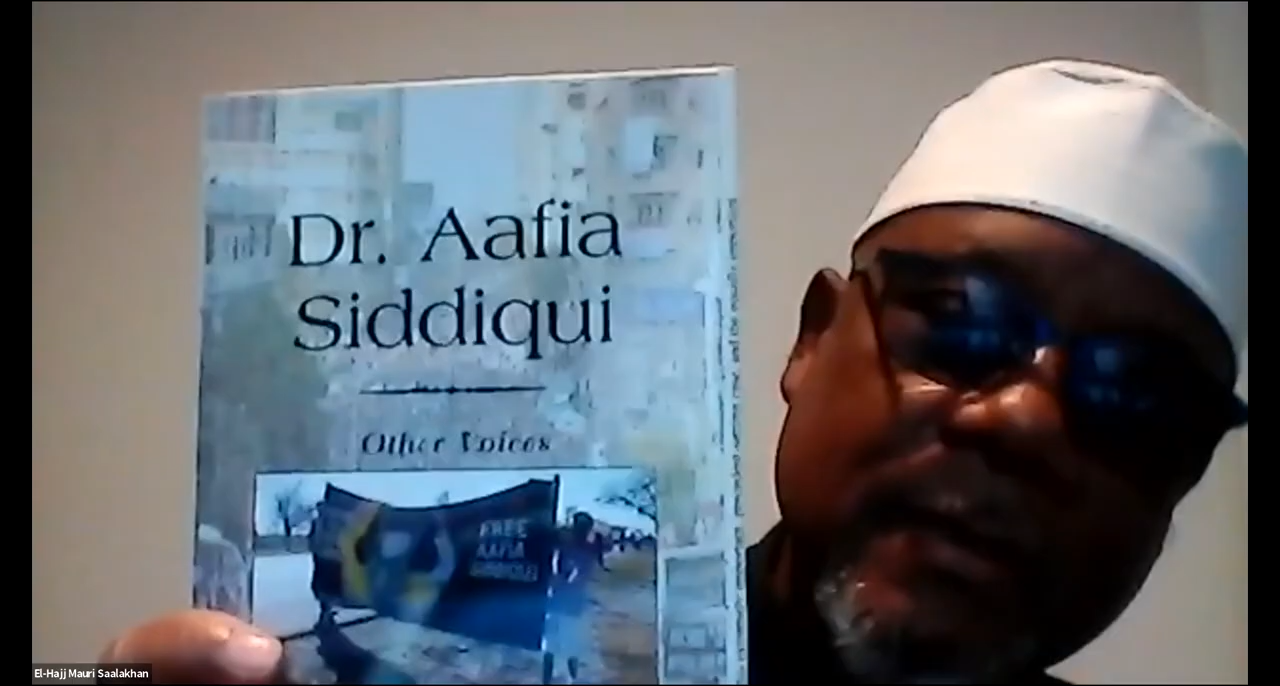 Dr. Aafia
Siddiqui
Other Voices
FREE
AAFIA
SIDDIQUI
El-Hajj Mauri Saalakhan